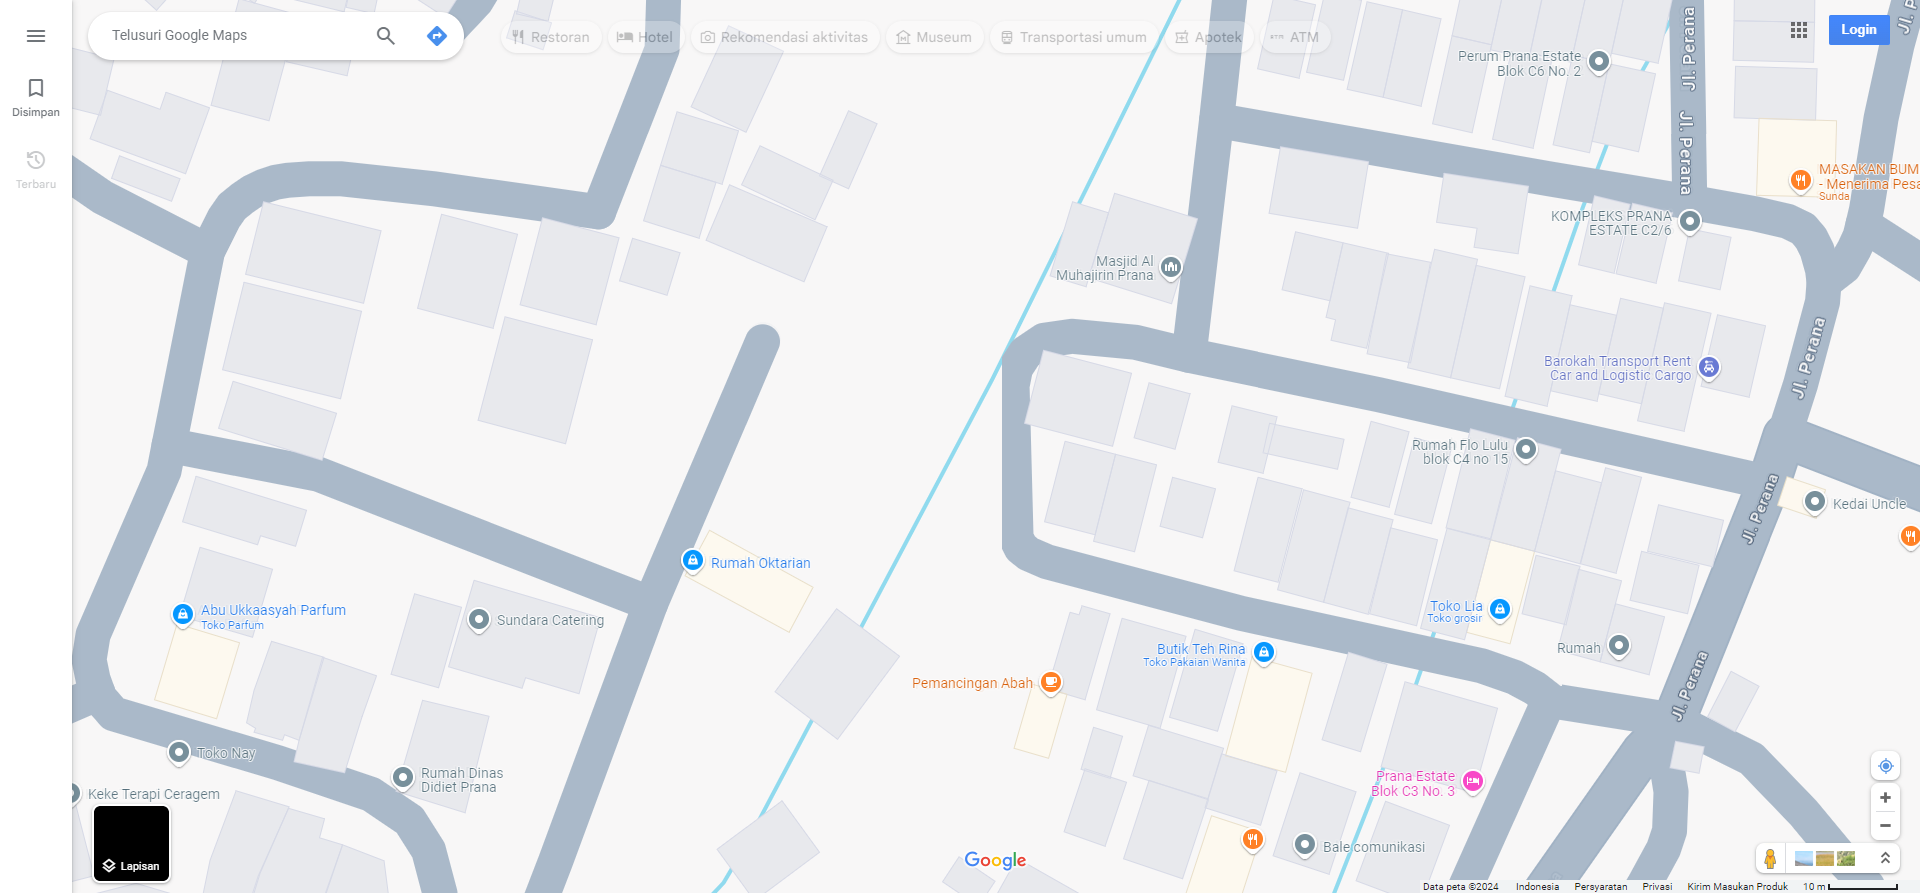 Telusuri Google Maps
Restoran
Hotel
Rekomendasi aktivitas
Museum
Transportasi umum
Apotek
ATM
Login
Disimpan
Terbaru
Perum Prana Estate
Blok C6 No. 2
Jl. Perana
Jl. Perana
MASAKAN BUM
- Menerima Pesa
Sunda
KOMPLEKS PRANA
ESTATE C2/6
Masjid Al
Muhajirin Prana
Barokah Transport Rent
Car and Logistic Cargo
Jl. Perana
Rumah Flo Lulu
blok C4 no 15
Kedai Uncle
Jl. Perana
Rumah Oktarian
Abu Ukkaasyah Parfum
Toko Parfum
Sundara Catering
Toko Lia
Toko grosir
Rumah
Butik Teh Rina
Toko Pakaian Wanita
Pemancingan Abah
Jl. Perana
Toko Nay
Rumah Dinas
Didiet Prana
Prana Estate
Blok C3 No. 3
Keke Terapi Ceragem
Bale comunikasi
Lapisan
Google
Data peta ©2024
Indonesia
Persyaratan
Privasi
Kirim Masukan Produk
10 m